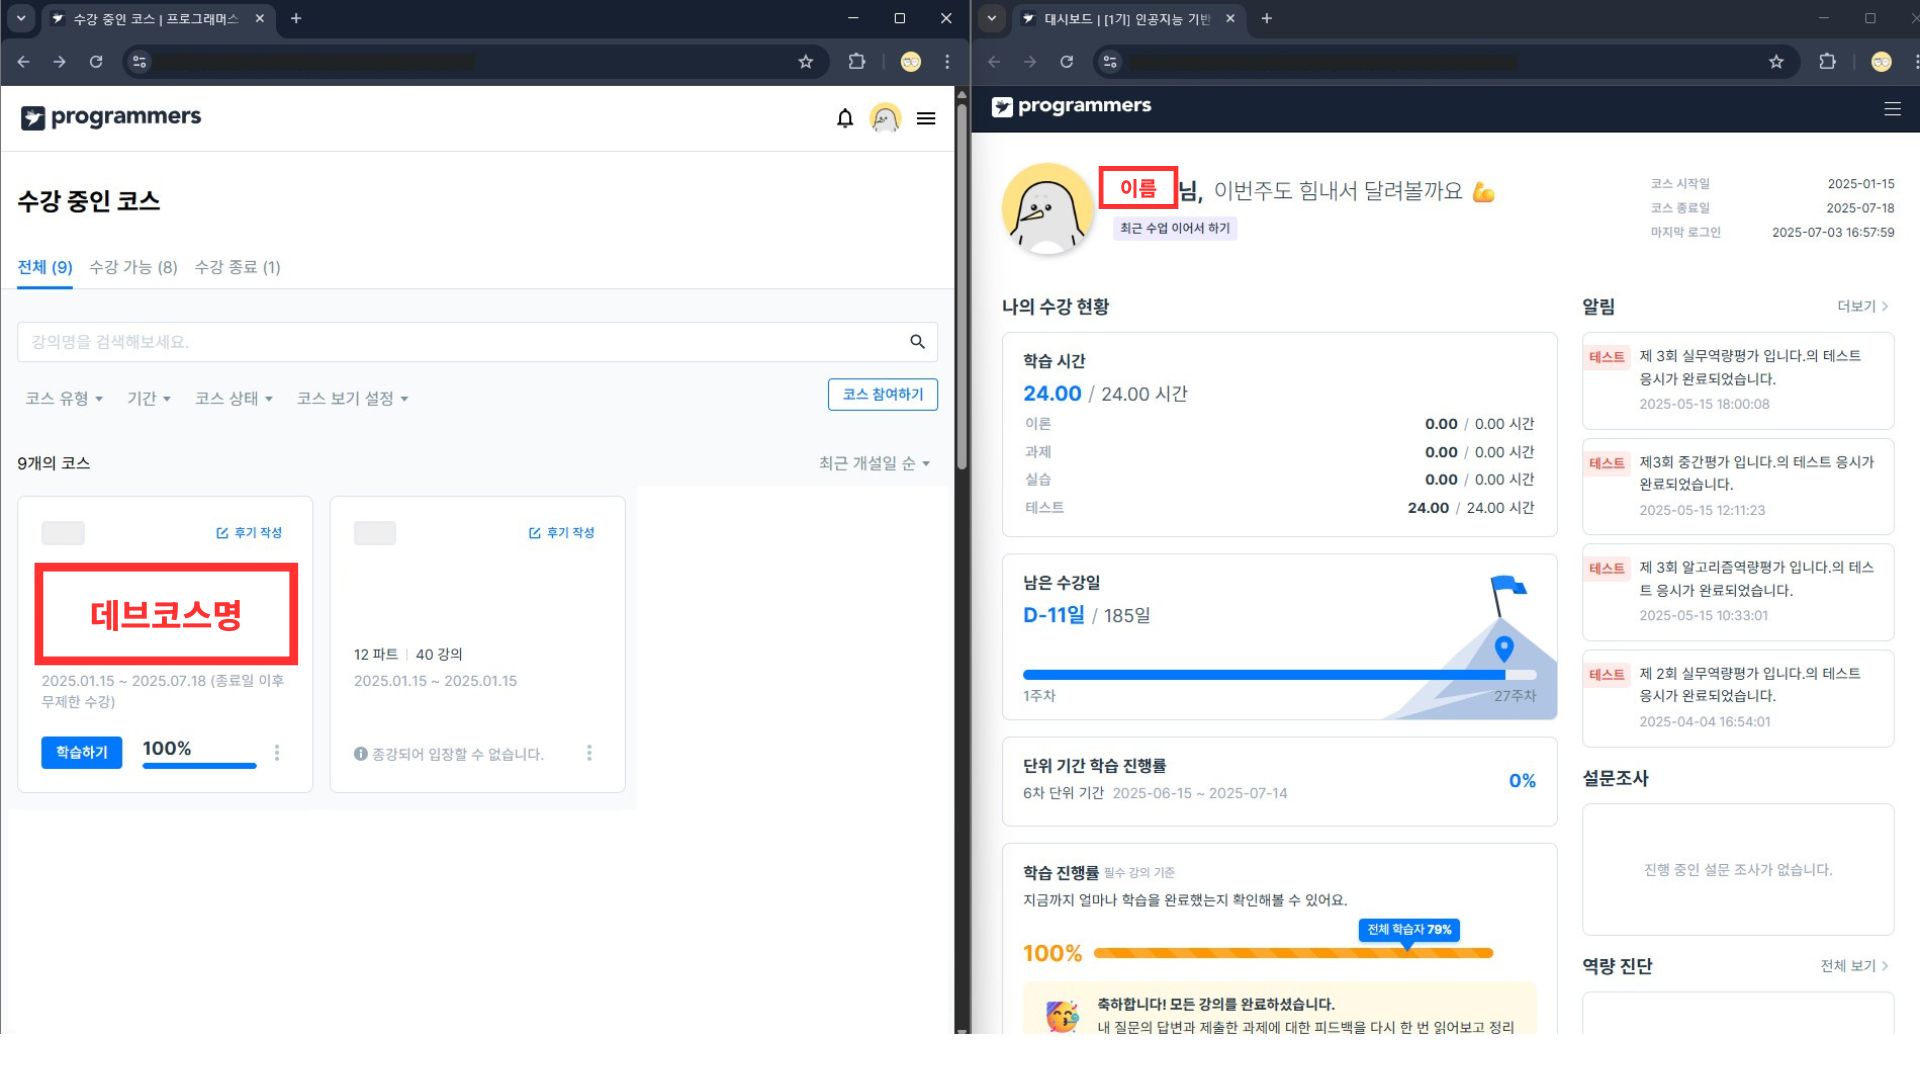 수강 중인 코스 | 프로그래머스
programmers
수강 중인 코스
전체 (9) 수강 가능 (8) 수강 종료 (1)
강의명을 검색해보세요.
코스 유형 기간 코스 상태 코스 보기 설정 코스 참여하기
9개의 코스 최근 개설일 순
후기 작성
데브코스명
2025.01.15 ~ 2025.07.18 (종료일 이후
무제한 수강)
학습하기 100%
후기 작성
12 파트 | 40 강의
2025.01.15 ~ 2025.01.15
종강되어 입장할 수 없습니다.
대시보드 | [1기] 인공지능 기반
programmers
이름 님, 이번주도 힘내서 달려볼까요 💪
최근 수업 이어서 하기
코스 시작일 2025-01-15
코스 종료일 2025-07-18
마지막 로그인 2025-07-03 16:57:59
나의 수강 현황
학습 시간
24.00 / 24.00 시간
이론 0.00 / 0.00 시간
과제 0.00 / 0.00 시간
실습 0.00 / 0.00 시간
테스트 24.00 / 24.00 시간
남은 수강일
D-11일 / 185일
1주차 27주차
단위 기간 학습 진행률
6차 단위 기간 2025-06-15 ~ 2025-07-14
0%
학습 진행률 필수 강의 기준
지금까지 얼마나 학습을 완료했는지 확인해볼 수 있어요.
전체 학습자 79%
100%
축하합니다! 모든 강의를 완료하셨습니다.
내 질문의 답변과 제출한 과제에 대한 피드백을 다시 한 번 읽어보고 정리
알림 더보기
테스트 제 3회 실무역량평가 입니다.의 테스트
응시가 완료되었습니다.
2025-05-15 18:00:08
테스트 제3회 중간평가 입니다.의 테스트 응시가
완료되었습니다.
2025-05-15 12:11:23
테스트 제 3회 알고리즘역량평가 입니다.의 테스
트 응시가 완료되었습니다.
2025-05-15 10:33:01
테스트 제 2회 실무역량평가 입니다.의 테스트
응시가 완료되었습니다.
2025-04-04 16:54:01
설문조사
진행 중인 설문 조사가 없습니다.
역량 진단 전체 보기